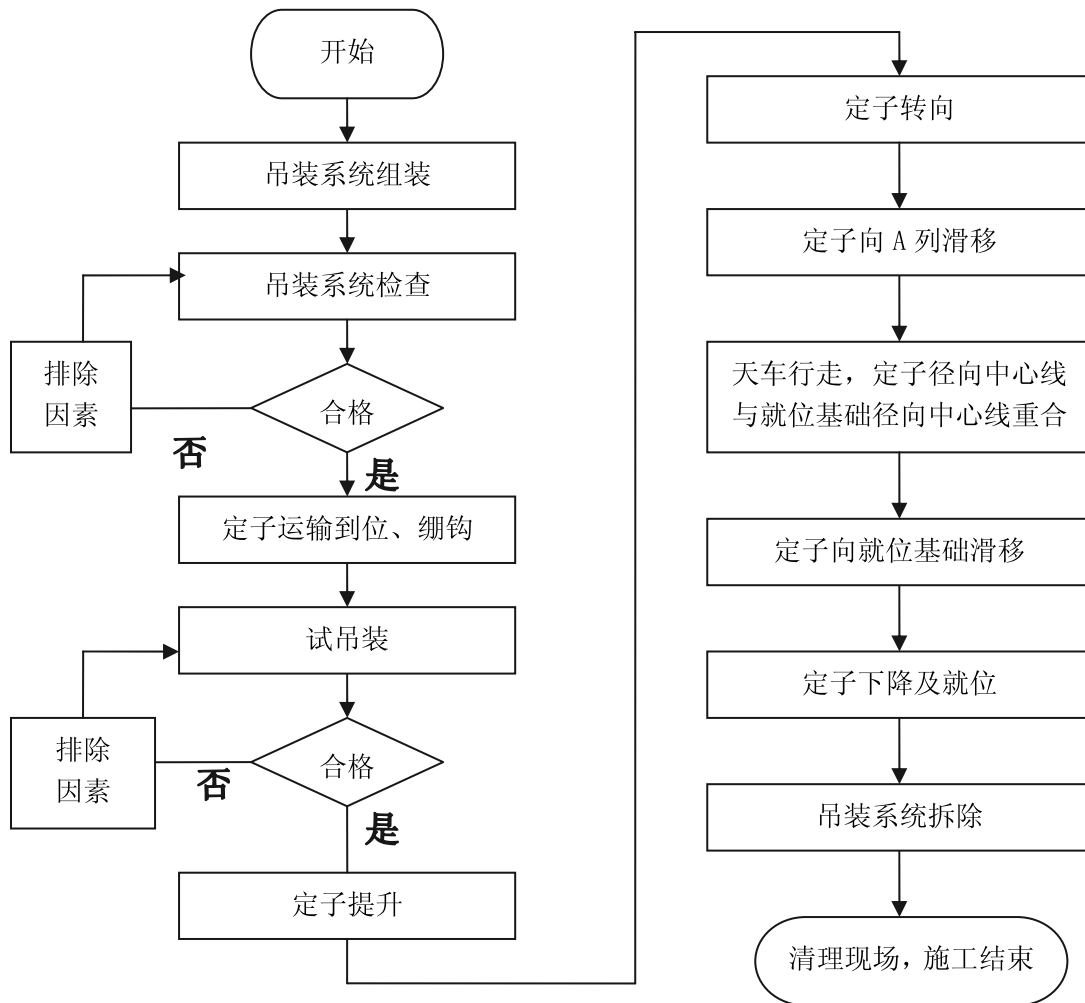 开始
吊装系统组装
吊装系统检查
排除
因素
合格
否
是
定子运输到位、绷钩
试吊装
排除
因素
合格
否
是
定子提升
定子转向
定子向 A 列滑移
天车行走，定子径向中心线
与就位基础径向中心线重合
定子向就位基础滑移
定子下降及就位
吊装系统拆除
清理现场，施工结束